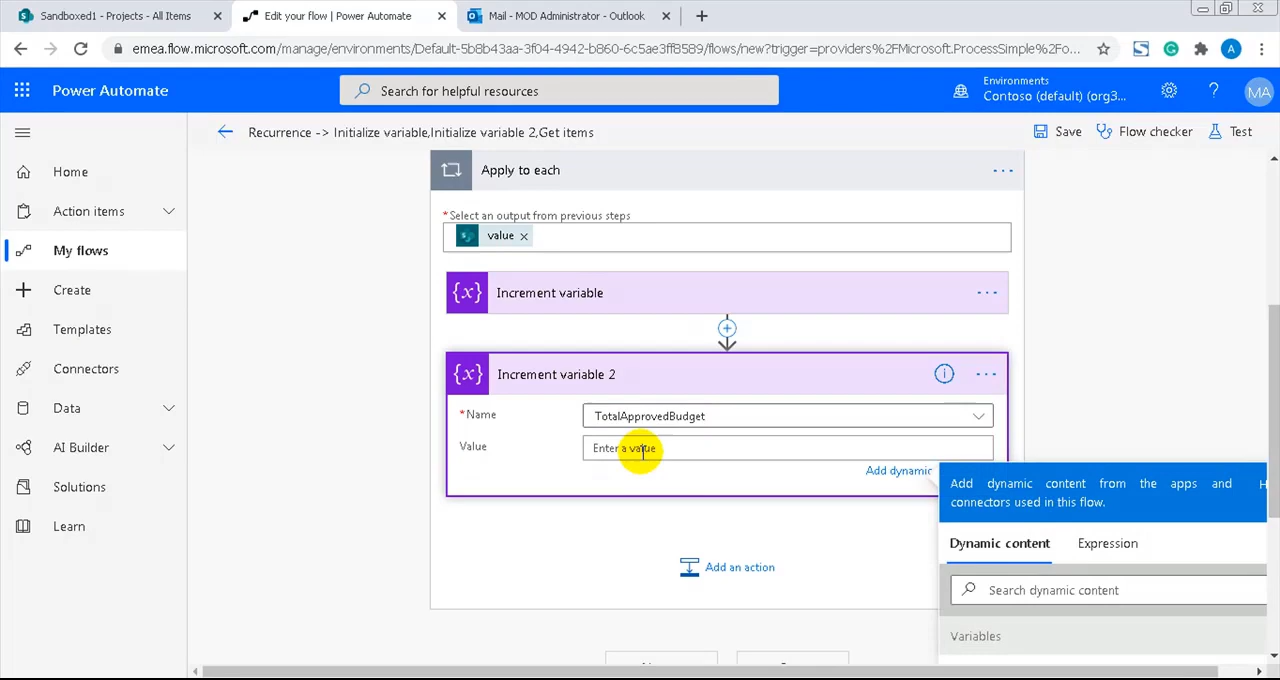 Sandboxed1 - Projects - All Items
Edit your flow | Power Automate
Mail - MOD Administrator - Outlook
emea.flow.microsoft.com/manage/environments/Default-5b8b43aa-3f04-4942-b860-6c5ae3ff8589/flows/new?trigger=providers%2FMicrosoft.ProcessSimple%2Fo...
A
Power Automate
Search for helpful resources
Environments
Contoso (default) (org3...
MA
Recurrence -> Initialize variable,Initialize variable 2,Get items
Save
Flow checker
Test
Home
Action items
My flows
Create
Templates
Connectors
Data
AI Builder
Solutions
Learn
Apply to each
* Select an output from previous steps
value
{x} Increment variable
{x} Increment variable 2
* Name
TotalApprovedBudget
Value
Enter a value
Add dynamic
Add dynamic content from the apps and H
connectors used in this flow.
Dynamic content
Expression
Search dynamic content
Variables